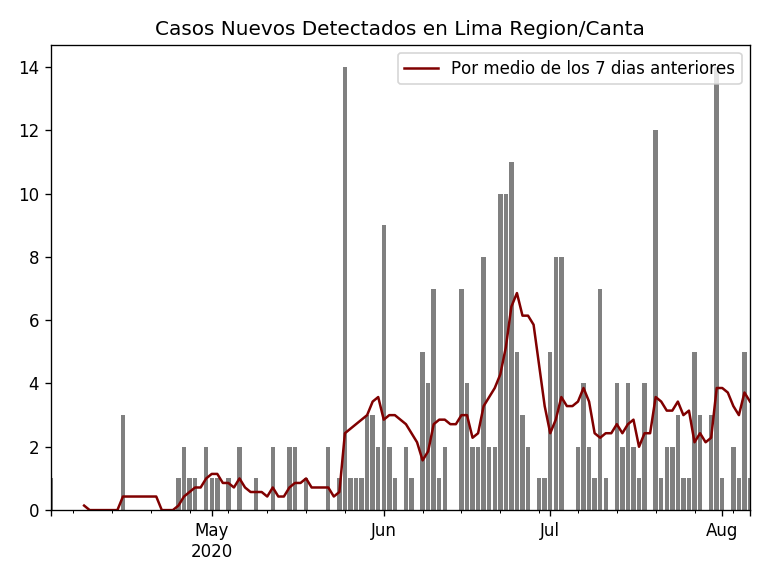 Casos Nuevos Detectados en Lima Region/Canta
Por medio de los 7 dias anteriores
14
12
10
8
6
4
2
0
May
2020
Jun
Jul
Aug